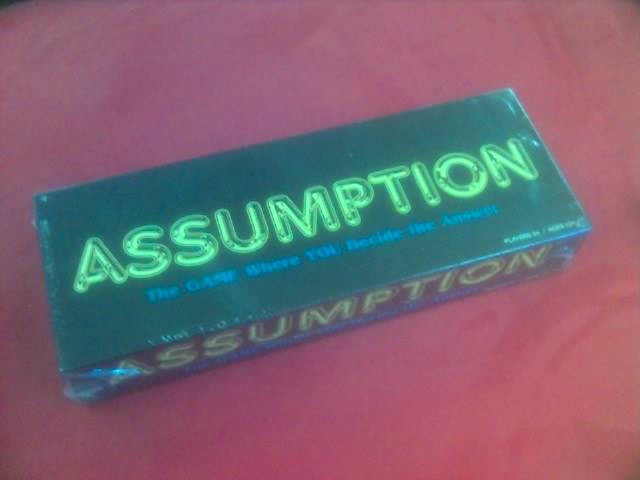 ASSUMPTION
The GAME Where YOU Decide the Answer
ASSUMPTION